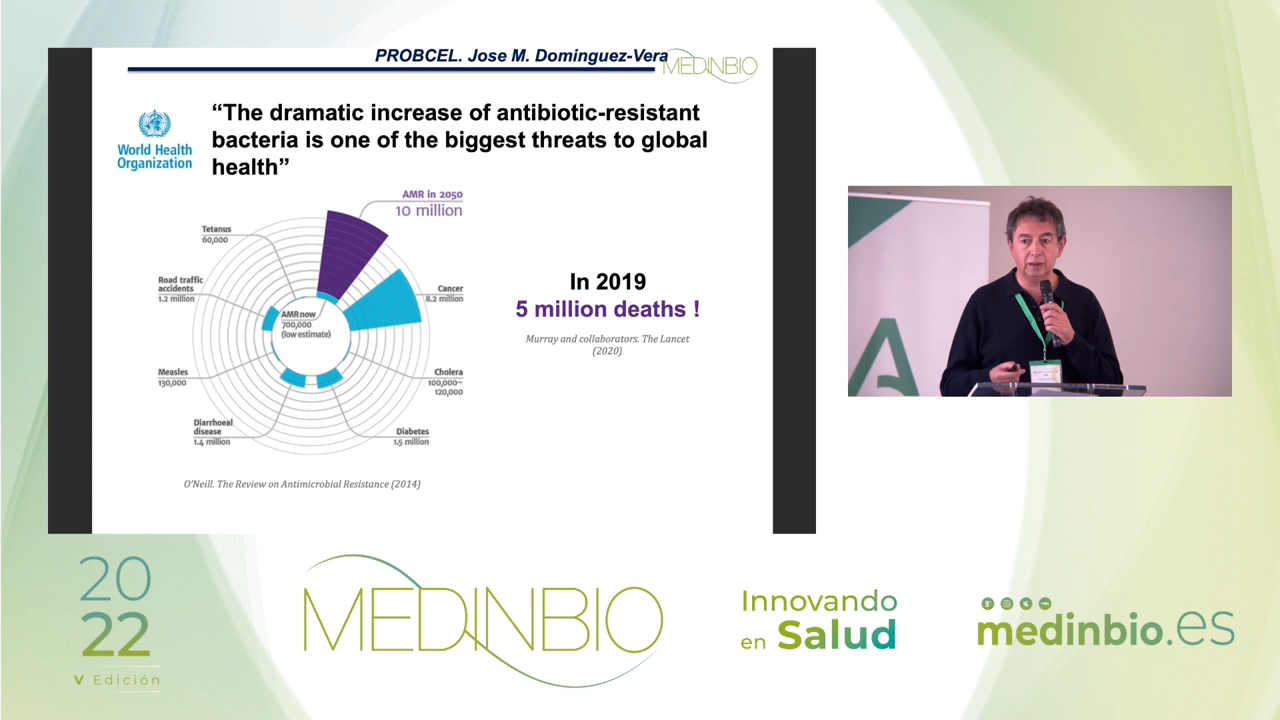 PROBCEL. Jose M. Dominguez-Vera
MEDINBIO
World Health
Organization
“The dramatic increase of antibiotic-resistant
bacteria is one of the biggest threats to global
health”
AMR in 2050
10 million
Tetanus
60,000
Road traffic
accidents
1.2 million
AMR now
700,000
(low estimate)
Cancer
8.2 million
Measles
130,000
Cholera
100,000–
120,000
Diarrhoeal
disease
1.4 million
Diabetes
1.5 million
O’Neill. The Review on Antimicrobial Resistance (2014)
In 2019
5 million deaths !
Murray and collaborators. The Lancet
(2020)
A
2022
V Edición
MEDINBIO
Innovando
en Salud
medinbio.es